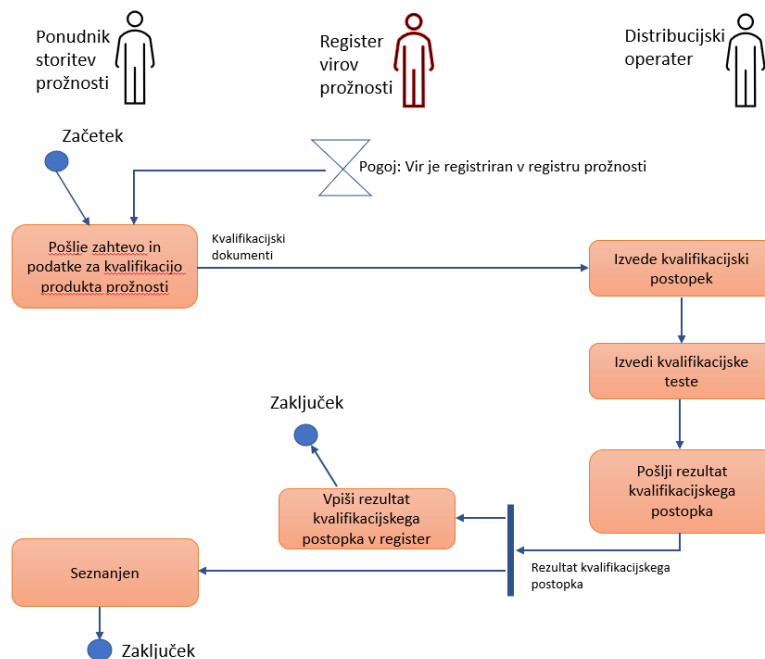 Ponudnik
storitev
prožnosti
Register
virov
prožnosti
Distribucijski
operater
Začetek
Pogoj: Vir je registriran v registru prožnosti
Pošlje zahtevo in
podatke za kvalifikacijo
produkta prožnosti
Kvalifikacijski
dokumenti
Izvede kvalifikacijski
postopek
Izvedi kvalifikacijske
teste
Zaključek
Pošlji rezultat
kvalifikacijskega
postopka
Vpiši rezultat
kvalifikacijskega
postopka v register
Rezultat kvalifikacijskega
postopka
Seznanjen
Zaključek